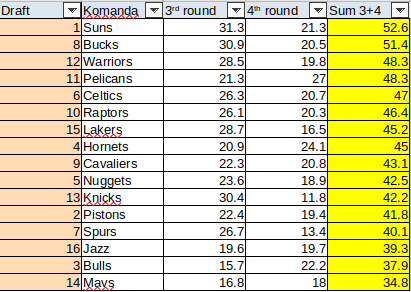 Draft Komanda 3rd round 4th round Sum 3+4
1 Suns 31.3 21.3 52.6
8 Bucks 30.9 20.5 51.4
12 Warriors 28.5 19.8 48.3
11 Pelicans 21.3 27 48.3
6 Celtics 26.3 20.7 47
10 Raptors 26.1 20.3 46.4
15 Lakers 28.7 16.5 45.2
4 Hornets 20.9 24.1 45
9 Cavaliers 22.3 20.8 43.1
5 Nuggets 23.6 18.9 42.5
13 Knicks 30.4 11.8 42.2
2 Pistons 22.4 19.4 41.8
7 Spurs 26.7 13.4 40.1
16 Jazz 19.6 19.7 39.3
3 Bulls 15.7 22.2 37.9
14 Mavs 16.8 18 34.8